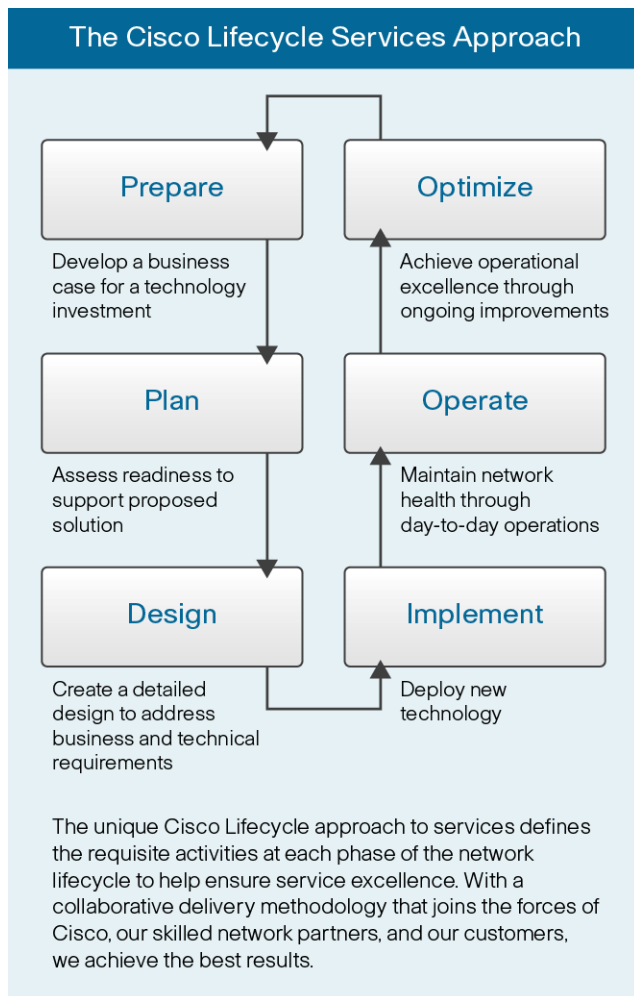 The Cisco Lifecycle Services Approach
Prepare
Develop a business
case for a technology
investment
Plan
Assess readiness to
support proposed
solution
Design
Create a detailed
design to address
business and technical
requirements
Implement
Deploy new
technology
Operate
Maintain network
health through
day-to-day operations
Optimize
Achieve operational
excellence through
ongoing improvements
The unique Cisco Lifecycle approach to services defines
the requisite activities at each phase of the network
lifecycle to help ensure service excellence. With a
collaborative delivery methodology that joins the forces of
Cisco, our skilled network partners, and our customers,
we achieve the best results.